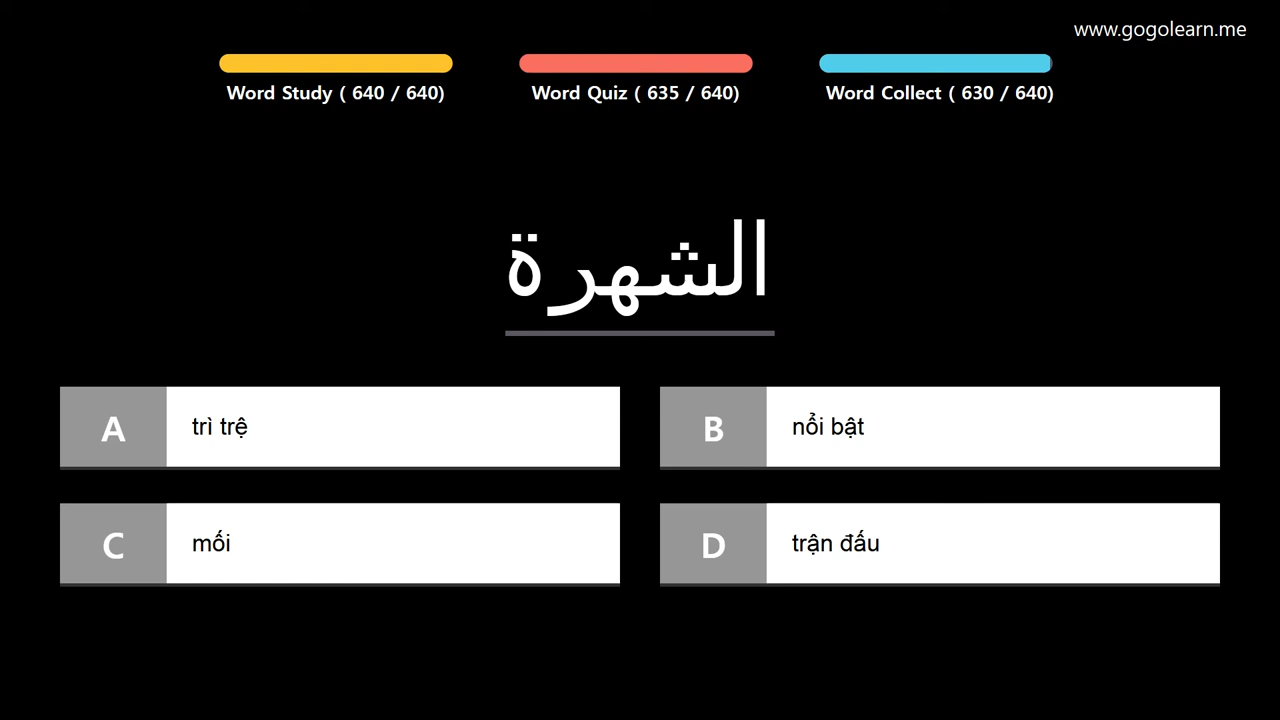 www.gogolearn.me
Word Study ( 640 / 640)
Word Quiz ( 635 / 640)
Word Collect ( 630 / 640)
الشهرة
A trì trệ
B nổi bật
C mối
D trận đấu